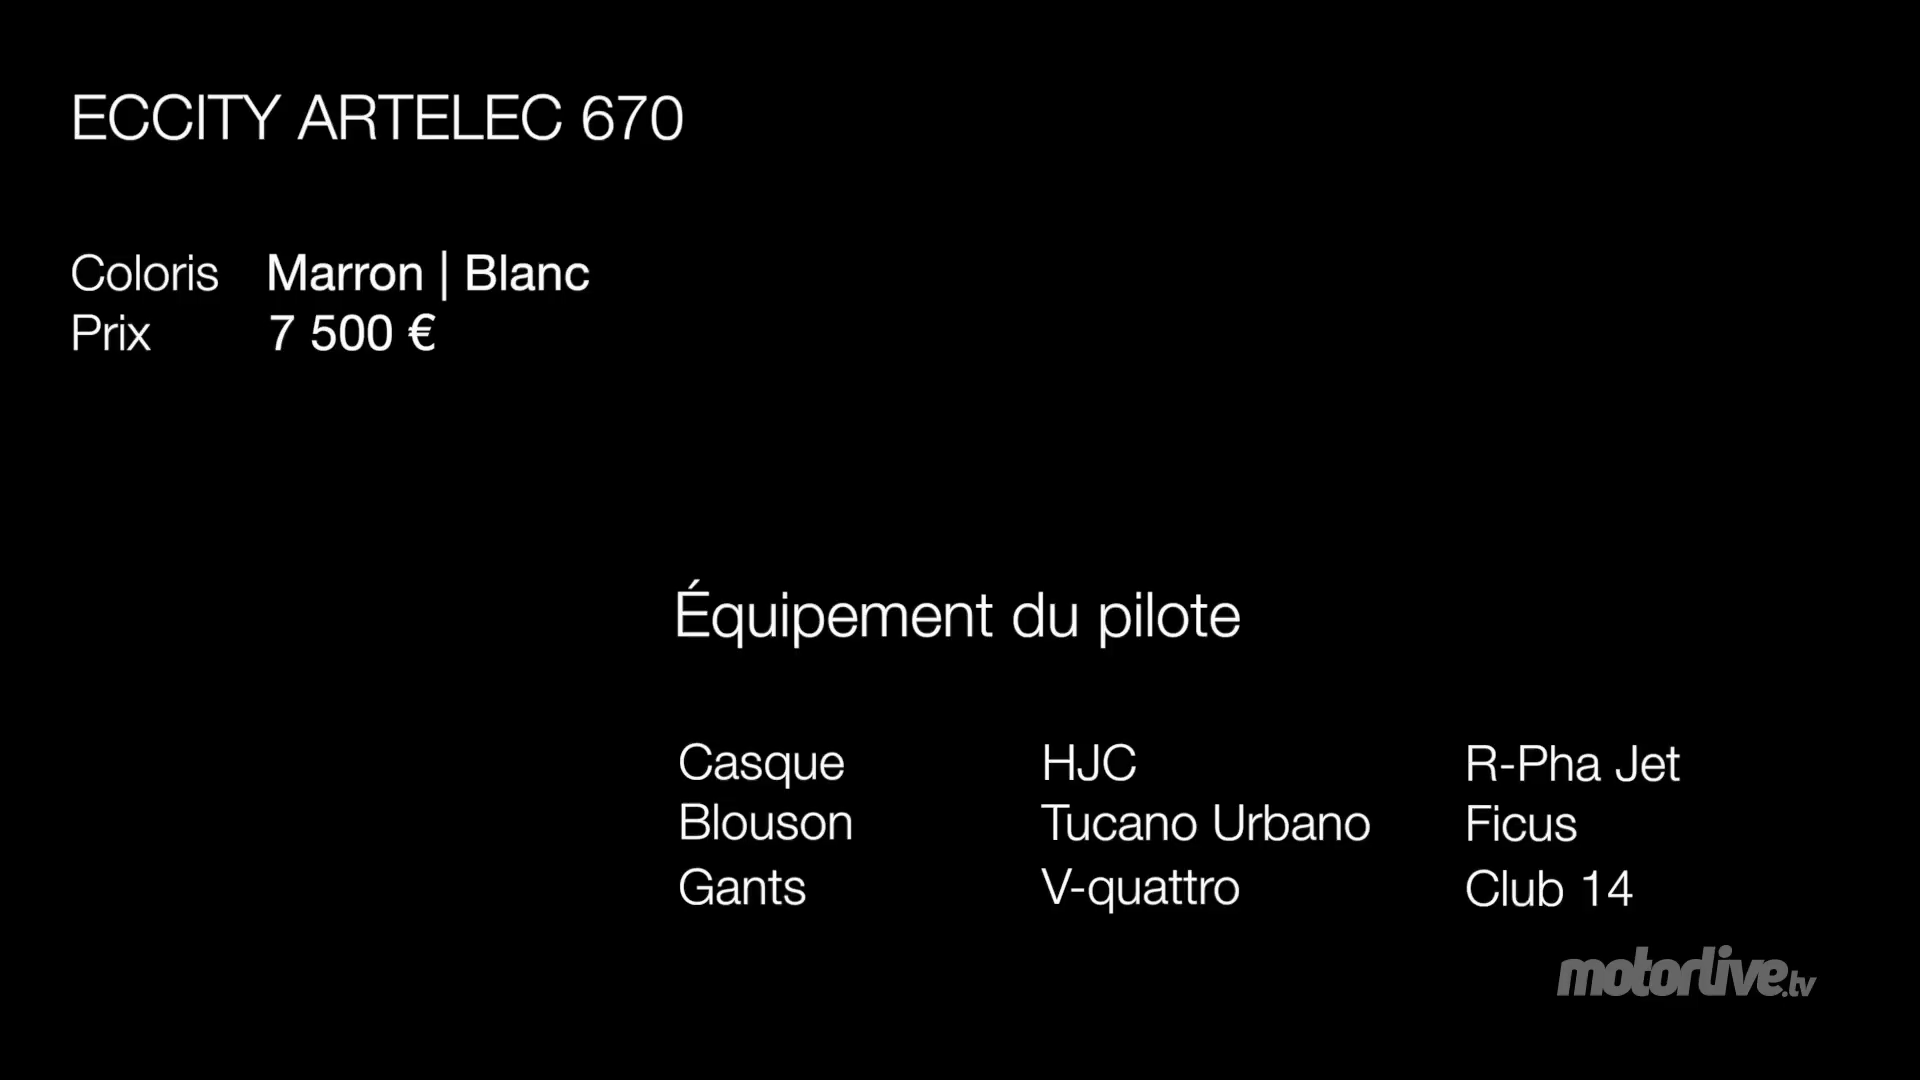 ECCITY ARTELEC 670
Coloris Marron | Blanc
Prix 7 500 €
Équipement du pilote
Casque HJC R-Pha Jet
Blouson Tucano Urbano Ficus
Gants V-quattro Club 14
motorlive.tv